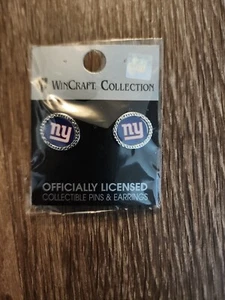 WINCRAFT COLLECTION
ny
ny
OFFICIALLY LICENSED
COLLECTIBLE PINS & EARRINGS